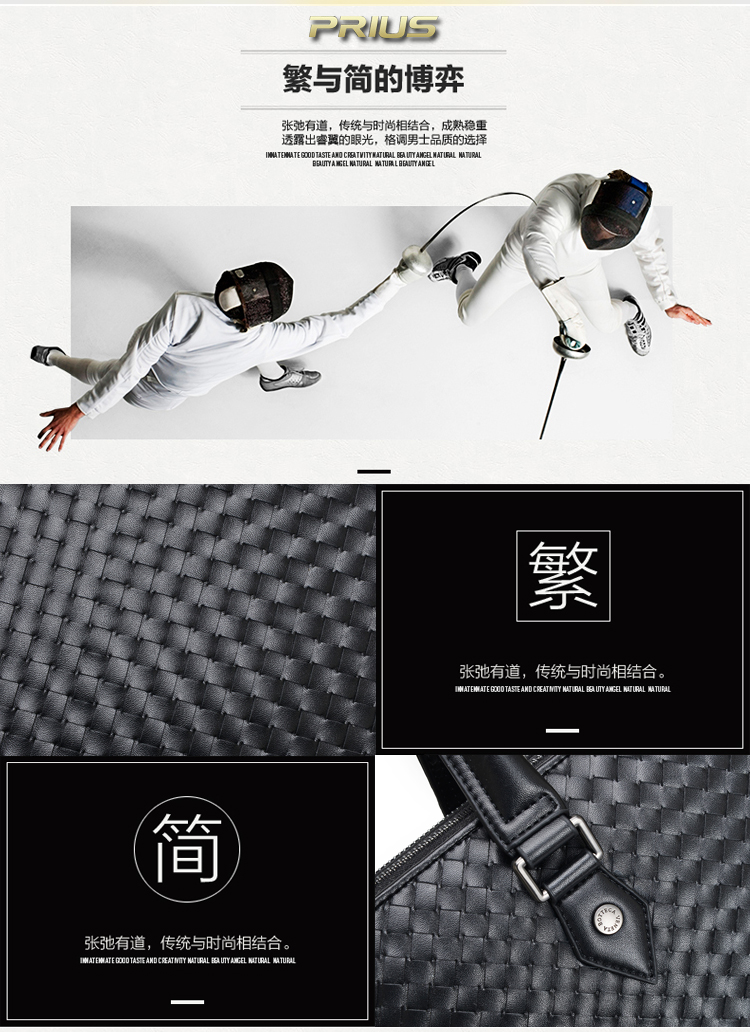 PRIUS
繁与简的博弈
张弛有道，传统与时尚相结合，成熟稳重
透露出睿翼的眼光，格调男士品质的选择
INNATENNATE GOOD TASTE AND CREATIVITY NATURAL BEAUTY ANGEL NATURAL NATURAL
BEAUTY ANGEL NATURAL NATURAL BEAUTY ANGEL
繁
张弛有道，传统与时尚相结合。
INNATENNATE GOOD TASTE AND CREATIVITY NATURAL BEAUTY ANGEL NATURAL NATURAL
简
张弛有道，传统与时尚相结合。
INNATENNATE GOOD TASTE AND CREATIVITY NATURAL BEAUTY ANGEL NATURAL NATURAL
BOTTEGA VENETA